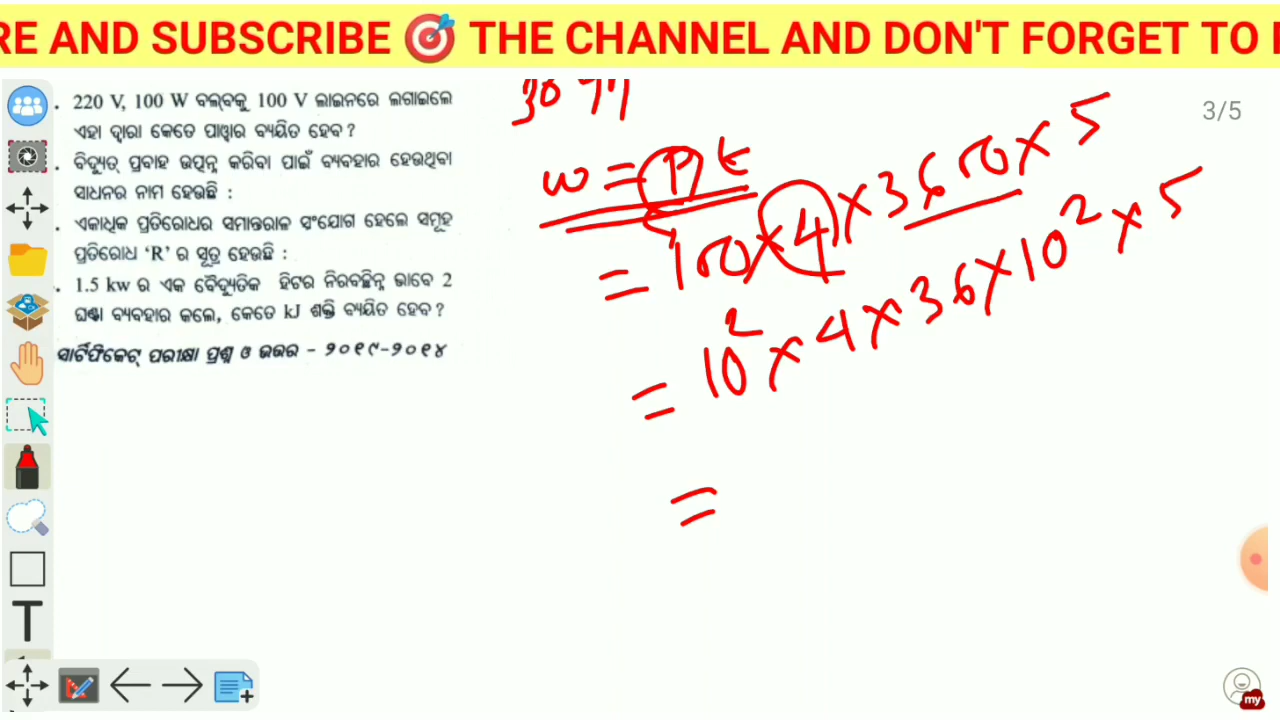 RE AND SUBSCRIBE 🎯 THE CHANNEL AND DON'T FORGET TO
. 220 V, 100 W ବଲ୍‌ବକୁ 100 V ଲାଇନରେ ଲଗାଇଲେ
ଏହା ଦ୍ୱାରା କେତେ ପାୱାର ବ୍ୟୟିତ ହେବ ?
. ବିଦ୍ୟୁତ୍ ପ୍ରବାହ ଉତ୍ପନ୍ନ କରିବା ପାଇଁ ବ୍ୟବହାର ହେଉଥିବା
ସାଧନର ନାମ ହେଉଛି :
. ଏକାଧିକ ପ୍ରତିରୋଧର ସମାନ୍ତରାଳ ସଂଯୋଗ ହେଲେ ସମୂହ
ପ୍ରତିରୋଧ ‘R’ ର ସୂତ୍ର ହେଉଛି :
. 1.5 kw ର ଏକ ବୈଦ୍ୟୁତିକ ହିଟର ନିରବଚ୍ଛିନ୍ନ ଭାବେ 2
ଘଣ୍ଟା ବ୍ୟବହାର କଲେ, କେତେ kJ ଶକ୍ତି ବ୍ୟୟିତ ହେବ ?
ସାର୍ଟିଫିକେଟ୍ ପରୀକ୍ଷା ପ୍ରଶ୍ନ ଓ ଉତ୍ତର - ୨୦୧୯-୨୦୧୪
3/5
w = Pt
= 100 × 4 × 3600 × 5
= 10² × 4 × 36 × 10² × 5
=
T
my